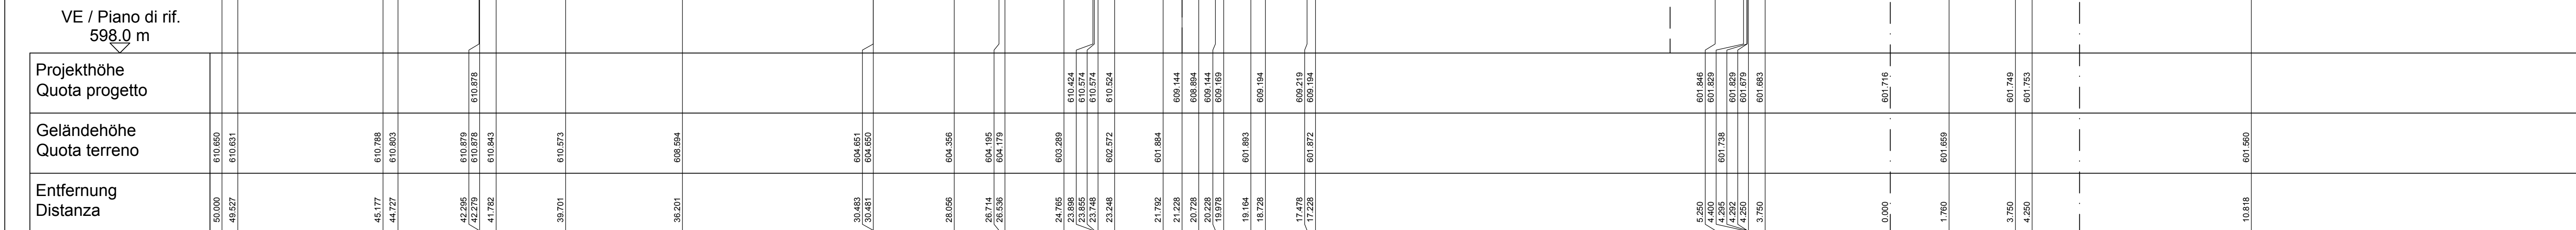 VE / Piano di rif.
598.0 m
Projekthöhe
Quota progetto
610.878 610.424 610.574 610.574 610.524 609.144 608.894 609.144 609.169 609.194 609.219 609.194 601.846 601.829 601.829 601.679 601.683 601.716 601.749 601.753
Geländehöhe
Quota terreno
610.650 610.631 610.788 610.803 610.879 610.878 610.843 610.573 608.594 604.651 604.650 604.356 604.195 604.179 603.289 602.572 601.884 601.893 601.872 601.738 601.659 601.560
Entfernung
Distanza
50.000 49.527 45.177 44.727 42.295 42.279 41.782 39.701 36.201 30.483 30.481 28.056 26.714 26.536 24.765 23.898 23.855 23.748 23.248 21.792 21.228 20.728 20.228 19.978 19.164 18.728 17.478 17.228 5.250 4.400 4.295 4.292 4.250 3.750 0.000 1.760 3.750 4.250 10.818